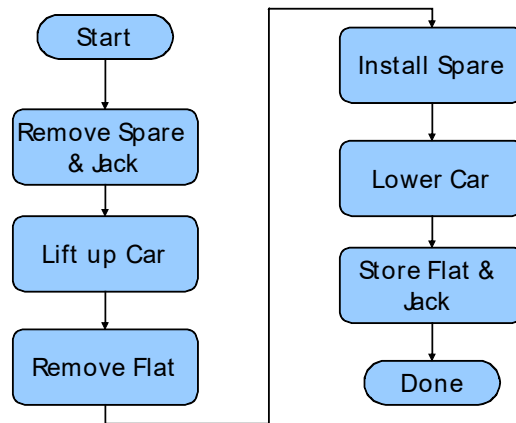 Start
Remove Spare
& Jack
Lift up Car
Remove Flat
Install Spare
Lower Car
Store Flat &
Jack
Done